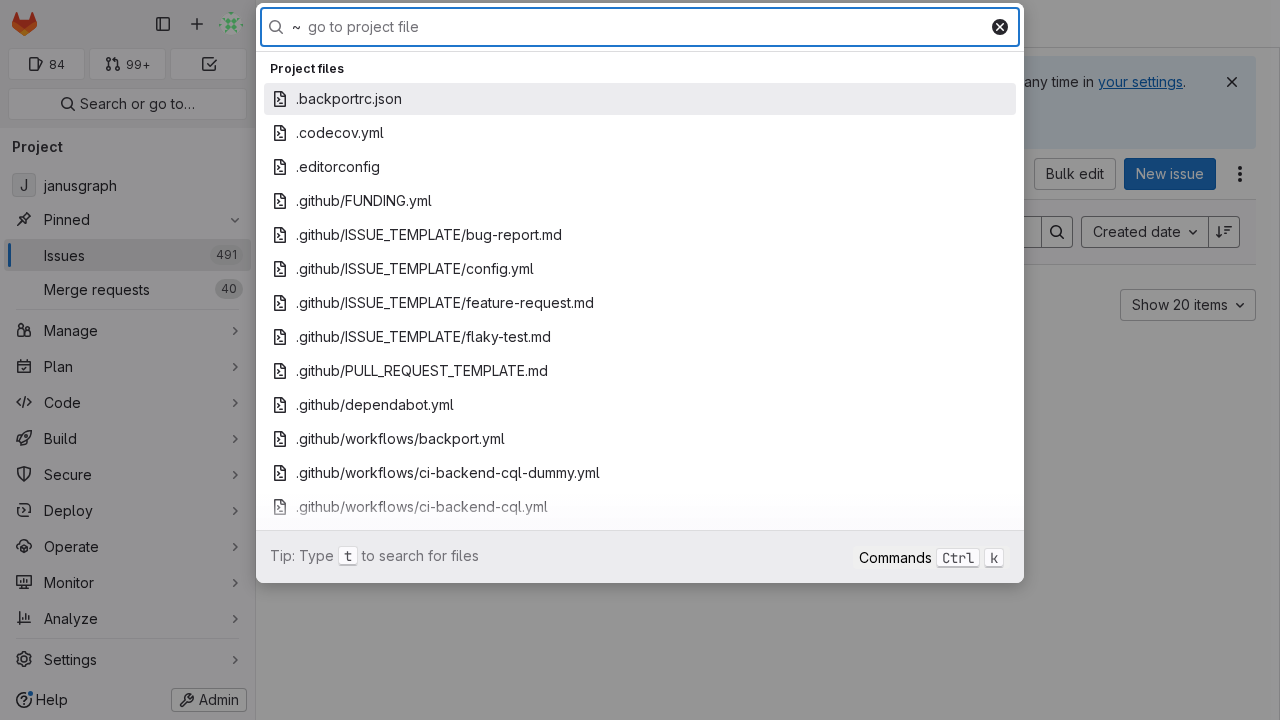 ~ go to project file
Project files
.backportrc.json
.codecov.yml
.editorconfig
.github/FUNDING.yml
.github/ISSUE_TEMPLATE/bug-report.md
.github/ISSUE_TEMPLATE/config.yml
.github/ISSUE_TEMPLATE/feature-request.md
.github/ISSUE_TEMPLATE/flaky-test.md
.github/PULL_REQUEST_TEMPLATE.md
.github/dependabot.yml
.github/workflows/backport.yml
.github/workflows/ci-backend-cql-dummy.yml
.github/workflows/ci-backend-cql.yml
Tip: Type t to search for files
Commands Ctrl k
84
99+
Search or go to…
Project
J janusgraph
Pinned
Issues 491
Merge requests 40
Manage
Plan
Code
Build
Secure
Deploy
Operate
Monitor
Analyze
Settings
Help
Admin
any time in your settings.
Bulk edit
New issue
Created date
Show 20 items